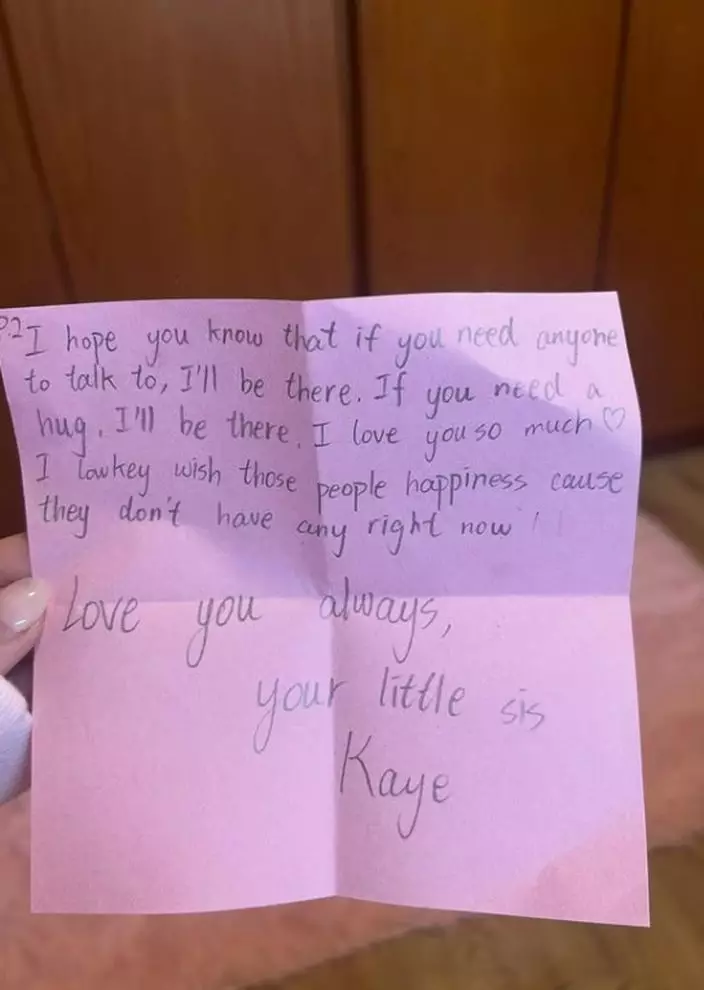 P.2 I hope you know that if you need anyone
to talk to, I'll be there. If you need a
hug, I'll be there. I love you so much ♡
I lowkey wish those people happiness cause
they don't have any right now !!
Love you always,
your little sis
Kaye